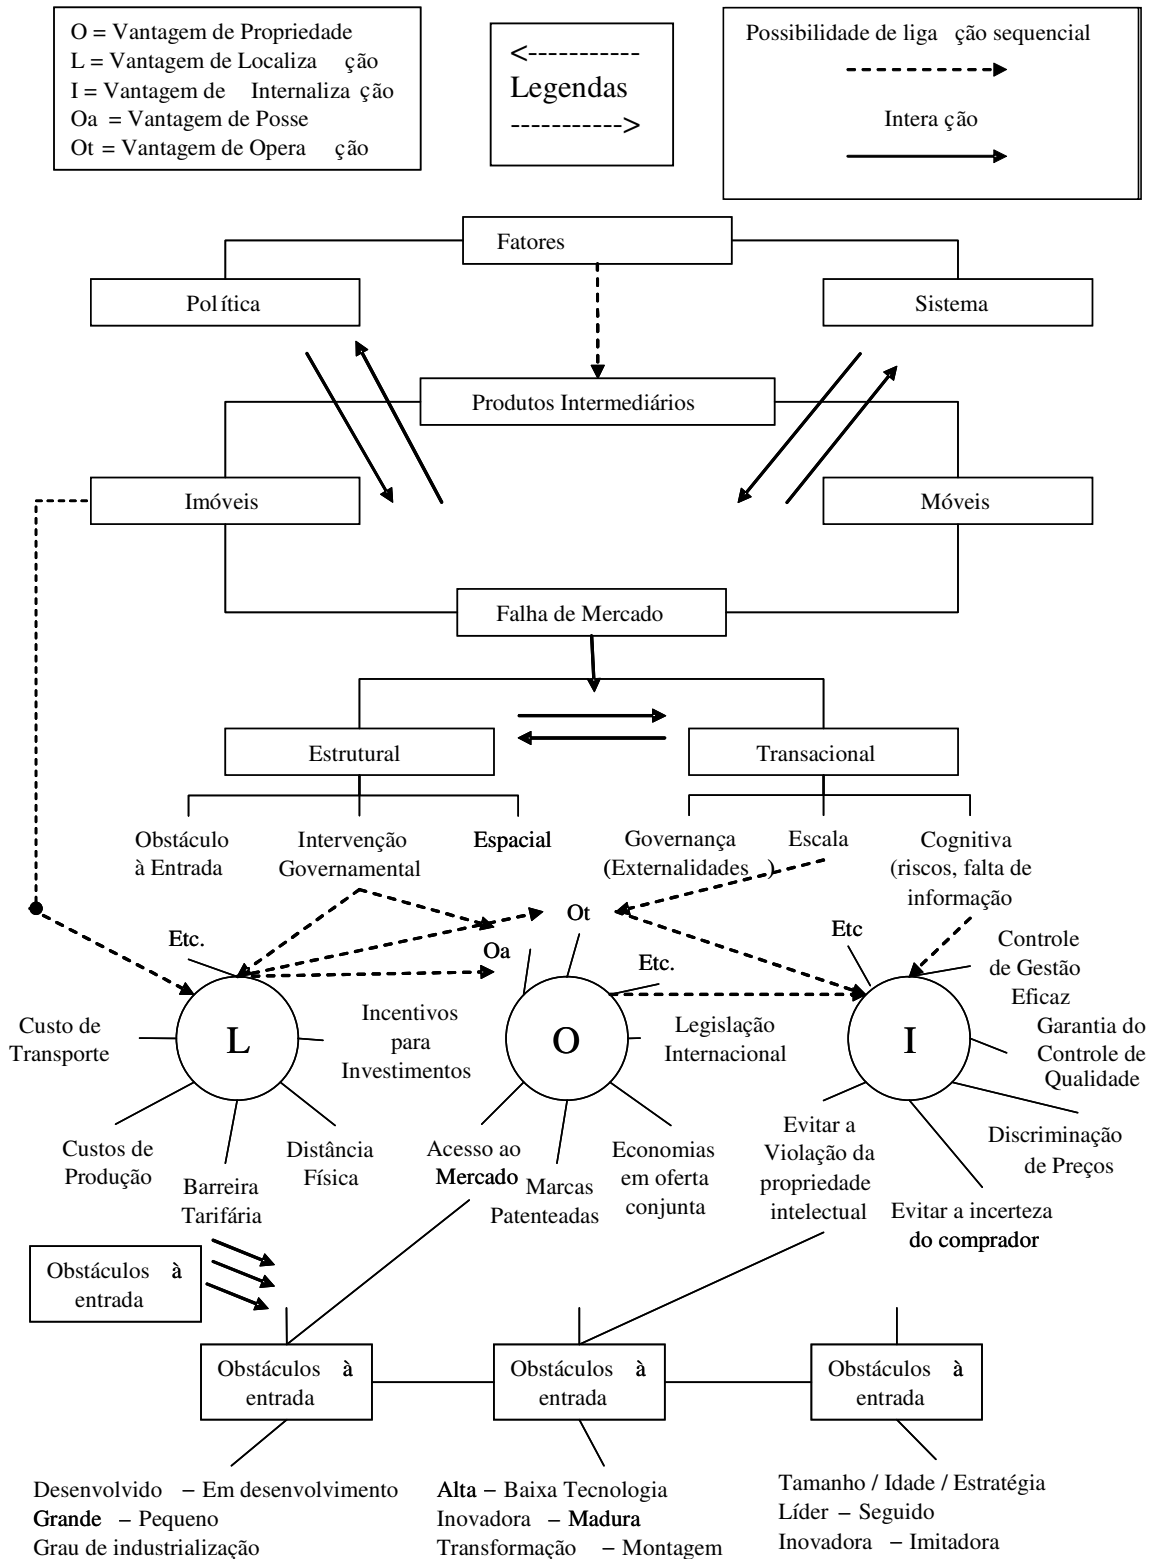 O = Vantagem de Propriedade
L = Vantagem de Localiza ção
I = Vantagem de Internaliza ção
Oa = Vantagem de Posse
Ot = Vantagem de Opera ção
<-----------
Legendas
----------->
Possibilidade de liga ção sequencial
Intera ção
Fatores
Política
Sistema
Produtos Intermediários
Imóveis
Móveis
Falha de Mercado
Estrutural
Transacional
Obstáculo
à Entrada
Intervenção
Governamental
Espacial
Governança
(Externalidades )
Escala
Cognitiva
(riscos, falta de
informação
Ot
Oa
Etc.
Etc.
Etc
L
O
I
Custo de
Transporte
Incentivos
para
Investimentos
Custos de
Produção
Barreira
Tarifária
Distância
Física
Legislação
Internacional
Acesso ao
Mercado
Marcas
Patenteadas
Economias
em oferta
conjunta
Controle
de Gestão
Eficaz
Garantia do
Controle de
Qualidade
Discriminação
de Preços
Evitar a
Violação da
propriedade
intelectual
Evitar a incerteza
do comprador
Obstáculos à
entrada
Obstáculos à
entrada
Obstáculos à
entrada
Obstáculos à
entrada
Desenvolvido – Em desenvolvimento
Grande – Pequeno
Grau de industrialização
Alta – Baixa Tecnologia
Inovadora – Madura
Transformação – Montagem
Tamanho / Idade / Estratégia
Líder – Seguido
Inovadora – Imitadora